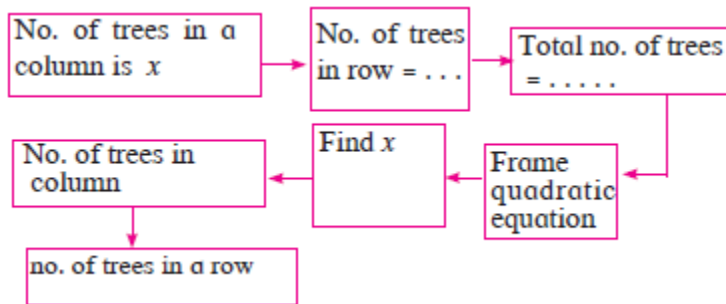 No. of trees in a
column is x
No. of trees
in row = . . .
Total no. of trees
= . . . . .
Frame
quadratic
equation
Find x
No. of trees in
column
no. of trees in a row